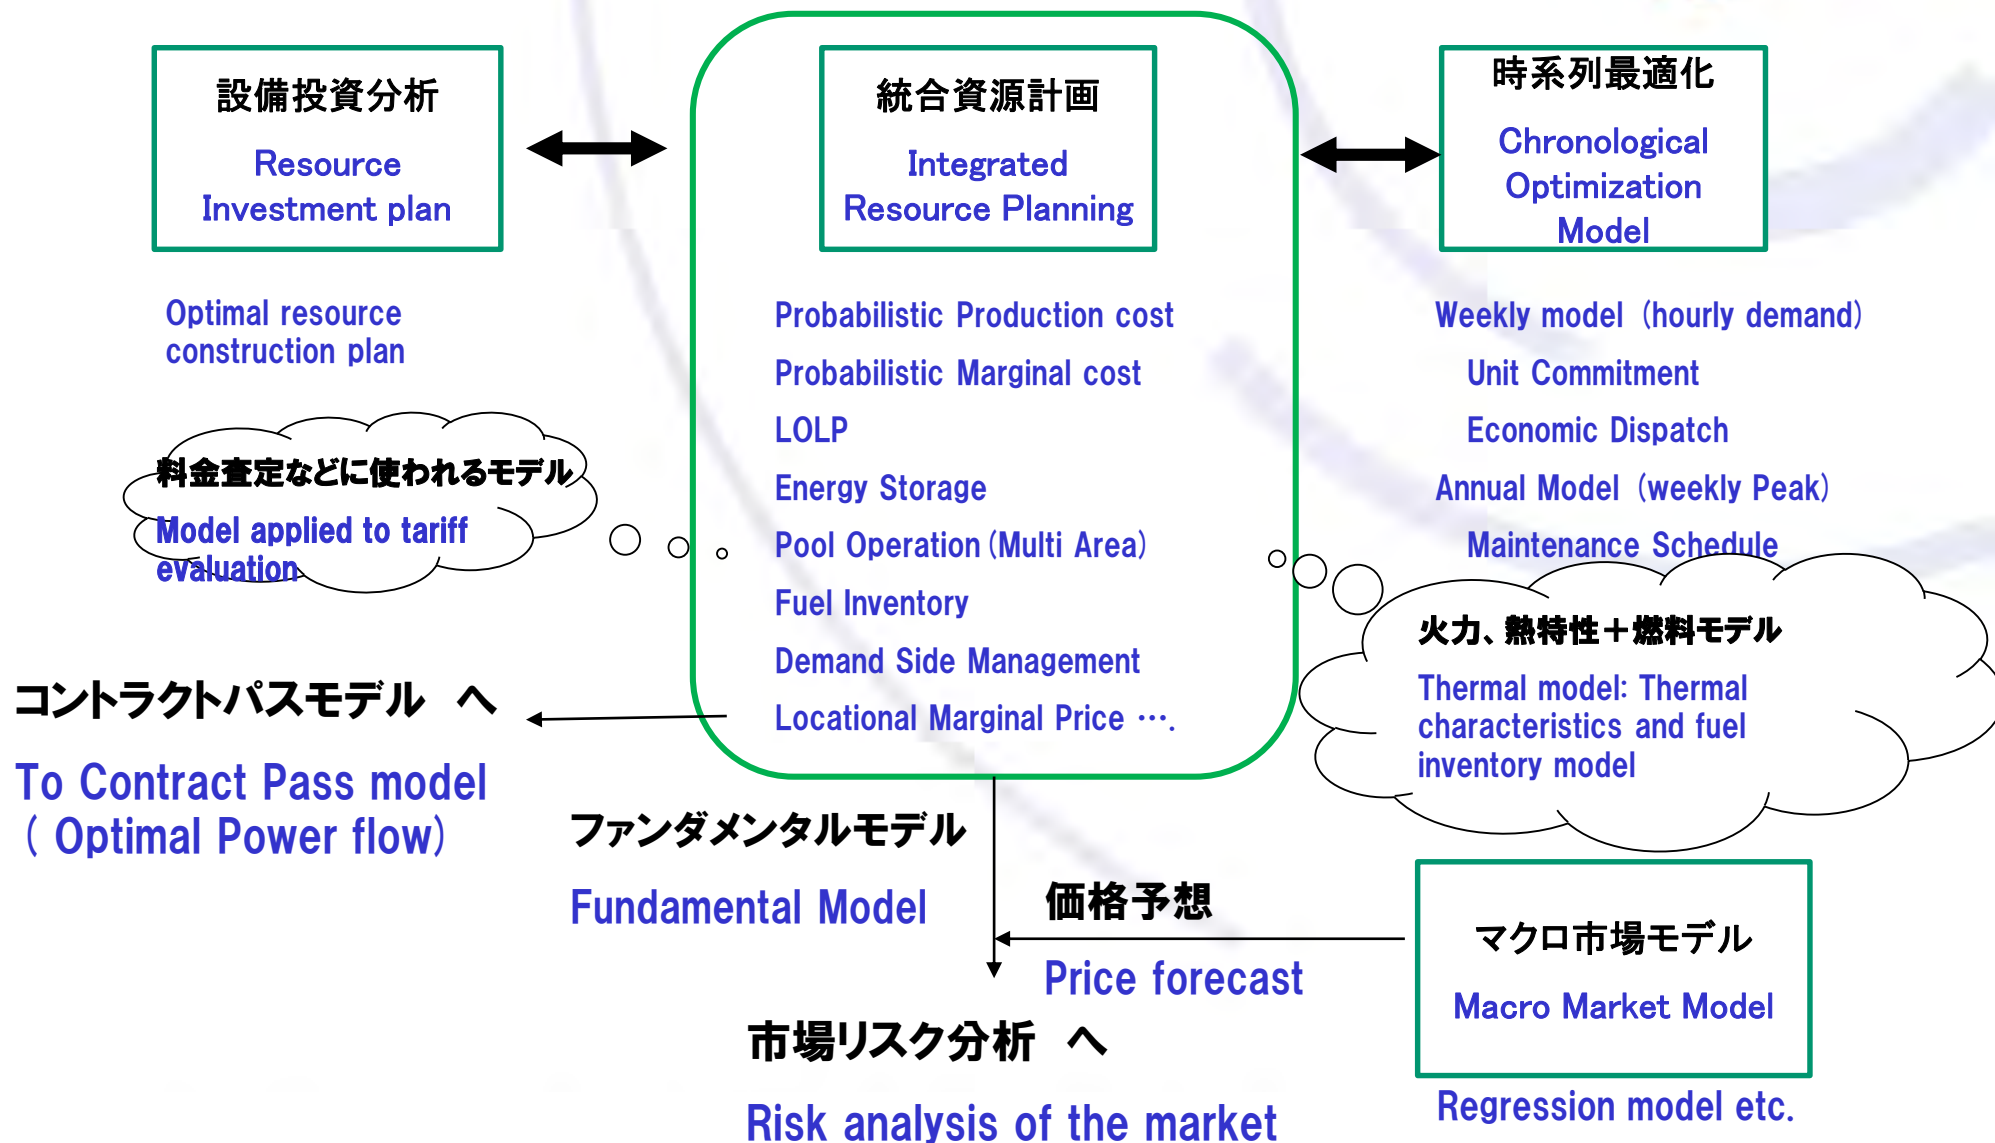 設備投資分析
Resource
Investment plan
Optimal resource
construction plan
料金査定などに使われるモデル
Model applied to tariff
evaluation
統合資源計画
Integrated
Resource Planning
Probabilistic Production cost
Probabilistic Marginal cost
LOLP
Energy Storage
Pool Operation(Multi Area)
Fuel Inventory
Demand Side Management
Locational Marginal Price ….
時系列最適化
Chronological
Optimization
Model
Weekly model (hourly demand)
Unit Commitment
Economic Dispatch
Annual Model (weekly Peak)
Maintenance Schedule
火力、熱特性＋燃料モデル
Thermal model: Thermal
characteristics and fuel
inventory model
コントラクトパスモデル へ
To Contract Pass model
( Optimal Power flow)
ファンダメンタルモデル
Fundamental Model
価格予想
Price forecast
マクロ市場モデル
Macro Market Model
Regression model etc.
市場リスク分析 へ
Risk analysis of the market